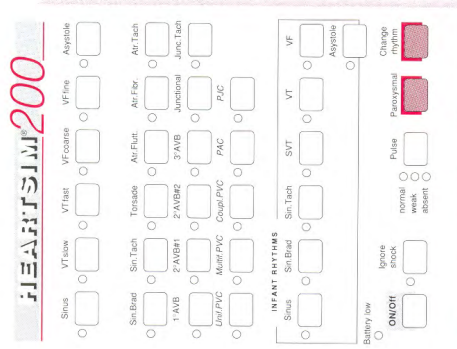 HEARTSIM®200
Sinus VTslow VTfast VFcoarse VFfine Asystole
Sin.Brad Sin.Tach Torsade Atr.Flutt. Atr.Fibr. Atr.Tach
1°AVB 2°AVB#1 2°AVB#2 3°AVB Junctional Junc.Tach
Unif.PVC Multif.PVC Coupl.PVC PAC PJC
INFANT RHYTHMS
Sinus Sin.Brad Sin.Tach SVT VT VF
Asystole
Battery low
ON/Off
Ignore shock
normal
weak
absent
Pulse
Paroxysmal
Change rhythm